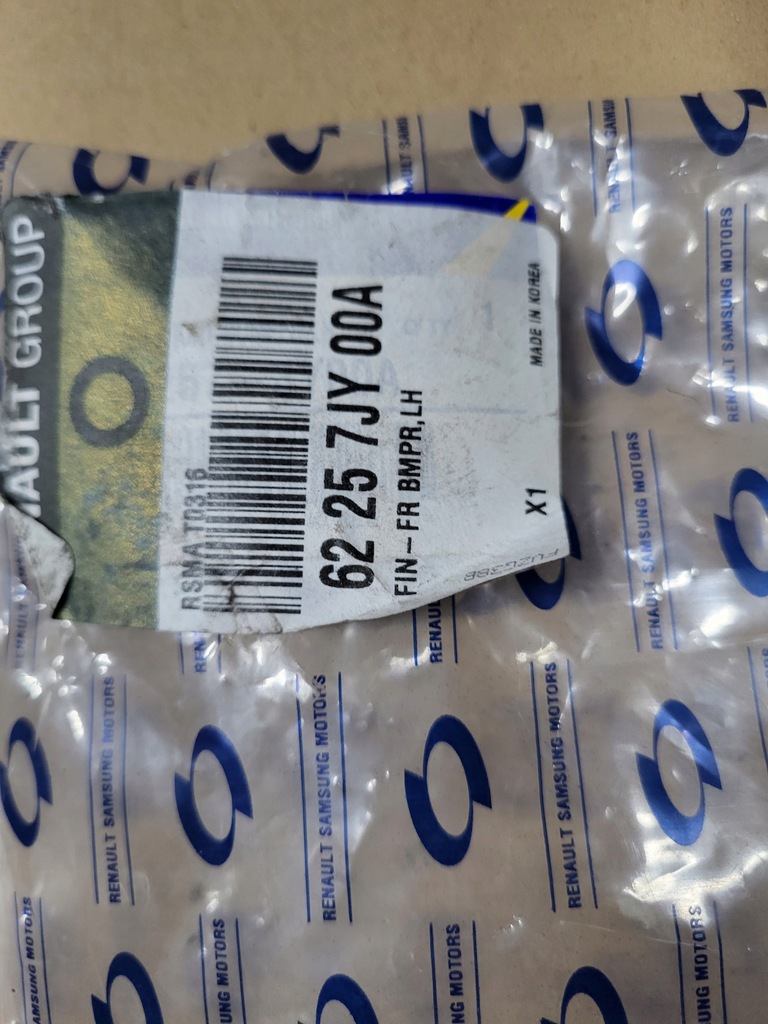 RENAULT GROUP
RSMA T0316
62 25 7JY 00A
FIN-FR BMPR,LH
MADE IN KOREA
X1
RENAULT SAMSUNG MOTORS
RENAULT SAMSUNG MOTORS
RENAULT SAMSUNG MOTORS
RENAULT SAMSUNG MOTORS
RENAULT SAMSUNG MOTORS